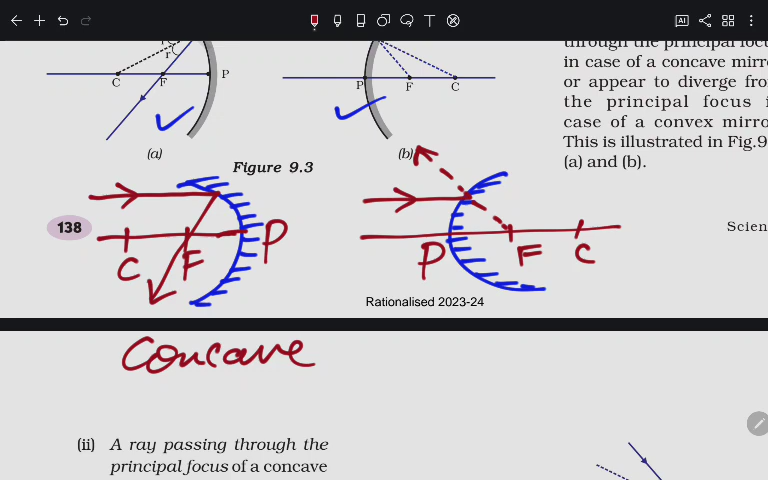 through the principal focu
in case of a concave mirro
or appear to diverge fro
the principal focus i
case of a convex mirro
This is illustrated in Fig.9
(a) and (b).
r
C F P
P F C
(a)
(b)
Figure 9.3
138
C F P
P F C
Scien
Rationalised 2023-24
Concave
(ii) A ray passing through the
principal focus of a concave